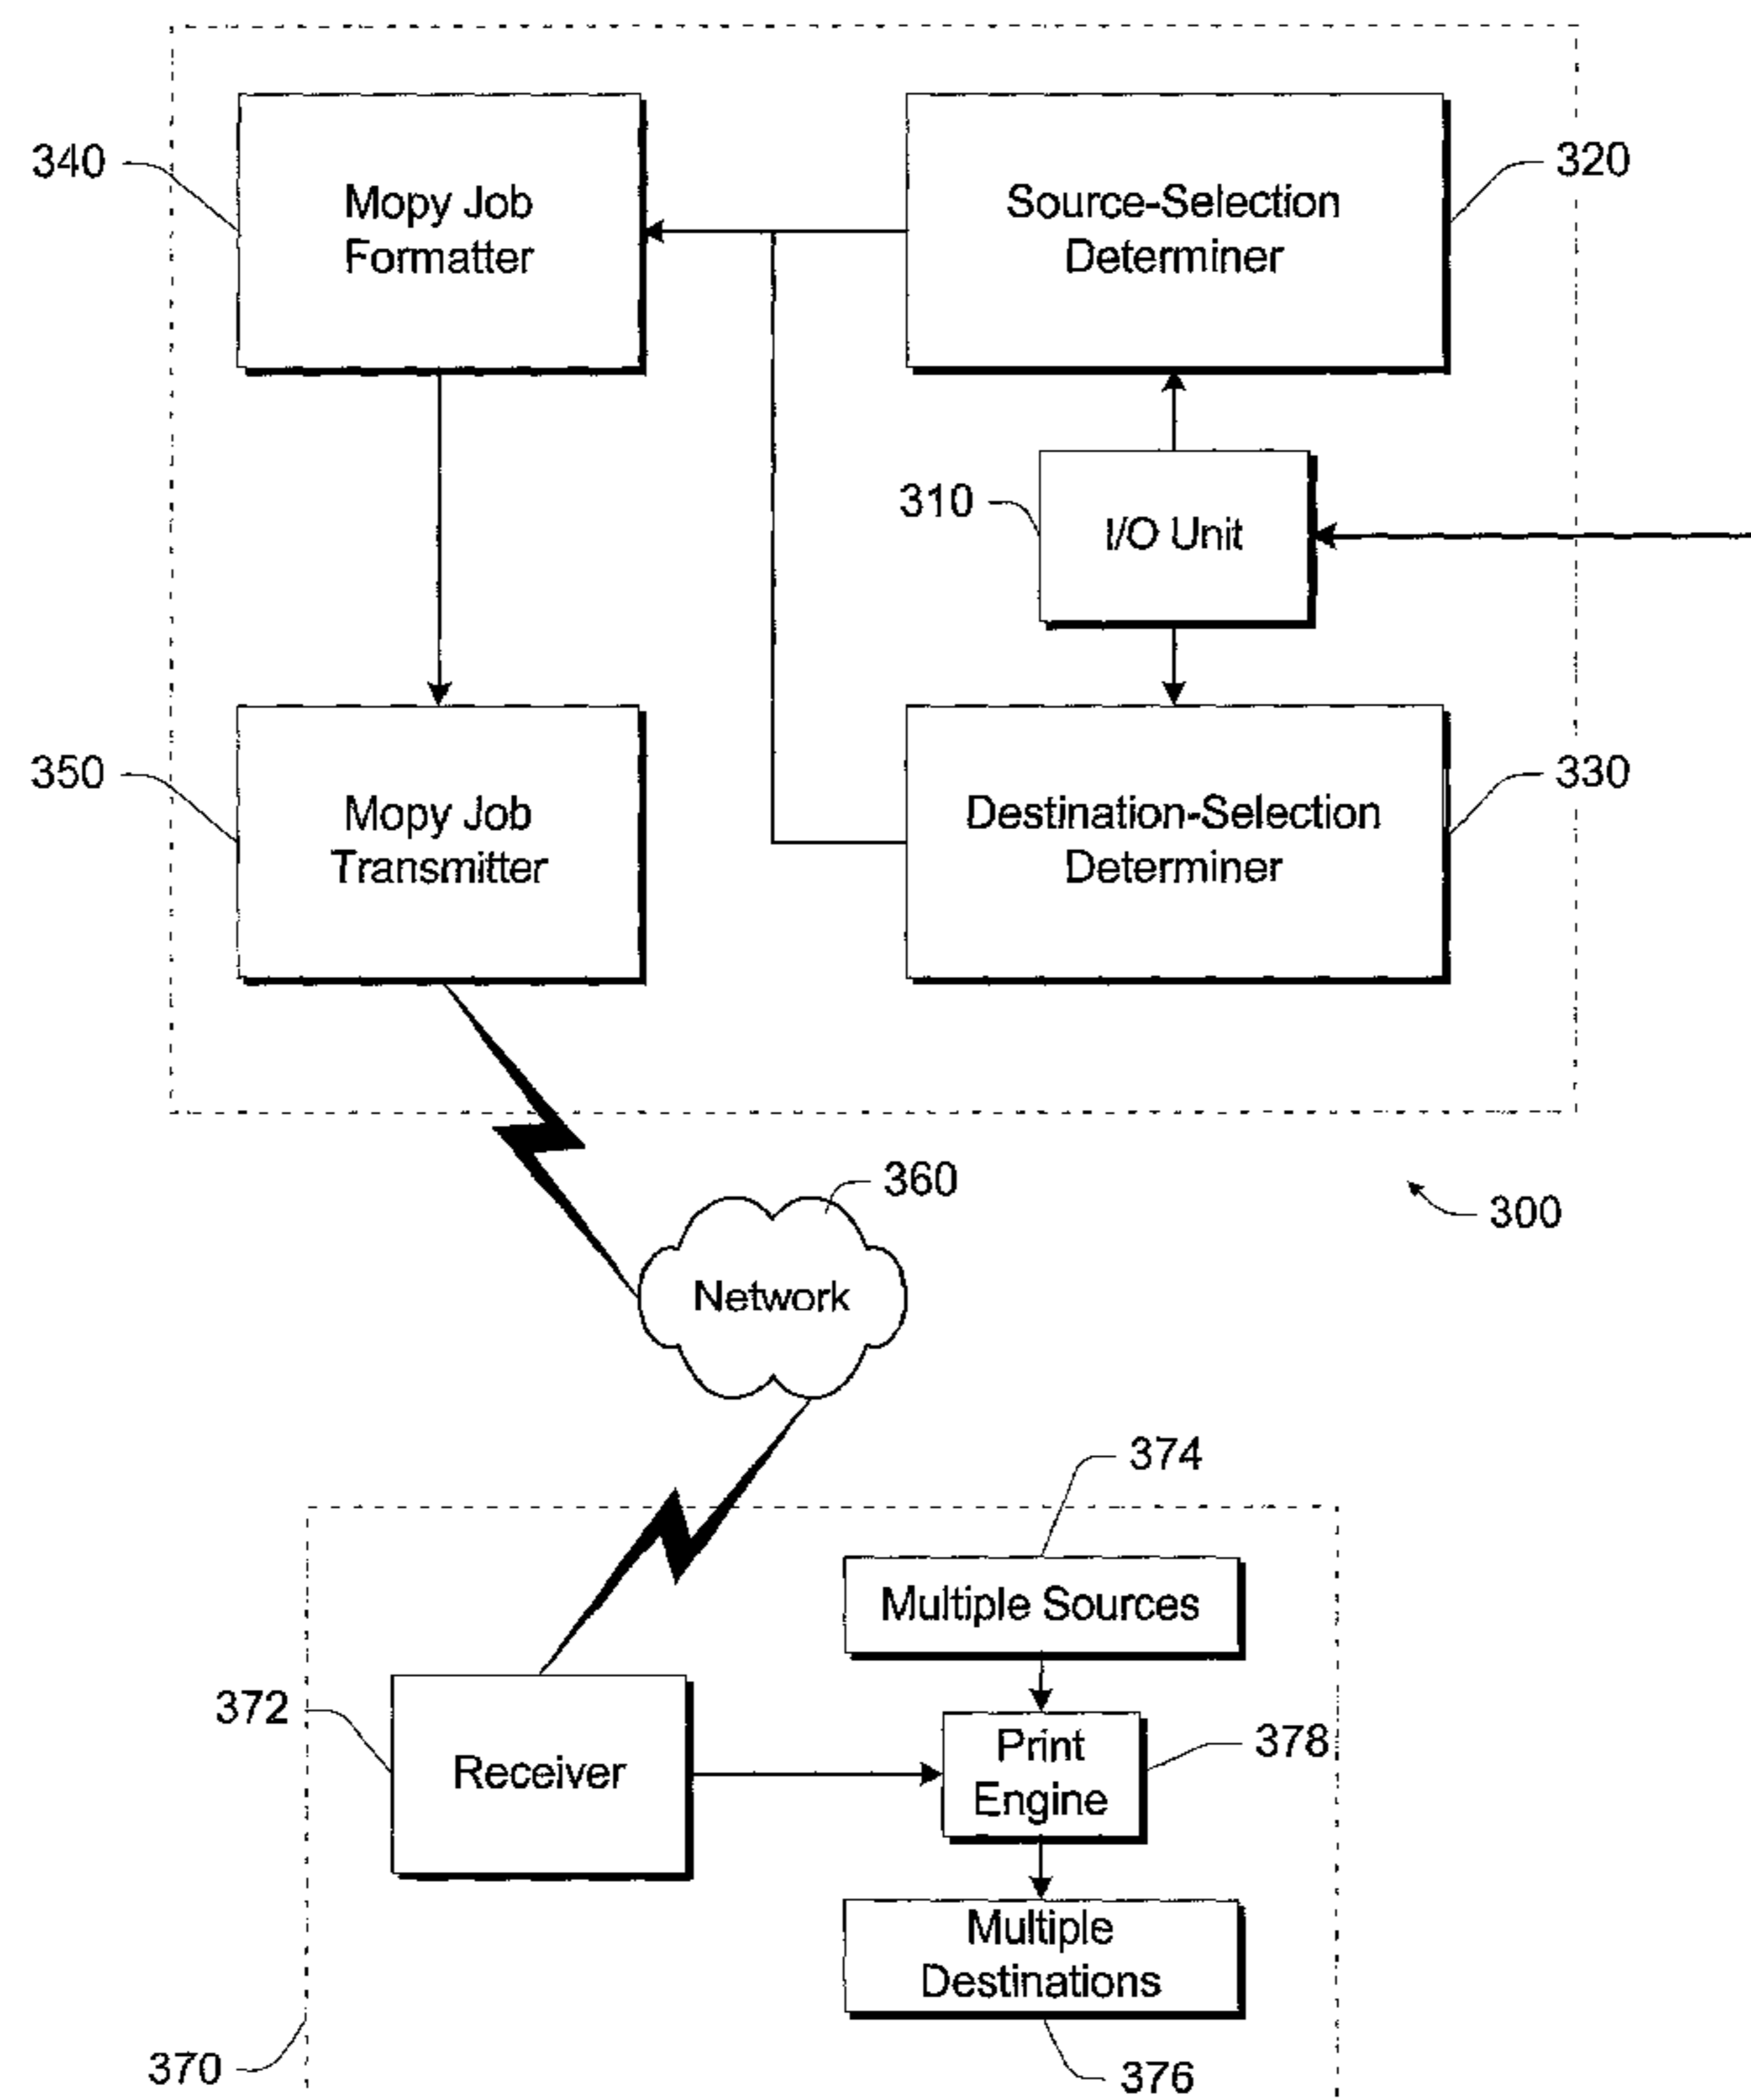 340
Mopy Job
Formatter
Source-Selection
Determiner
320
310
I/O Unit
350
Mopy Job
Transmitter
Destination-Selection
Determiner
330
360
300
Network
374
Multiple Sources
372
Receiver
Print
Engine
378
Multiple
Destinations
370
376